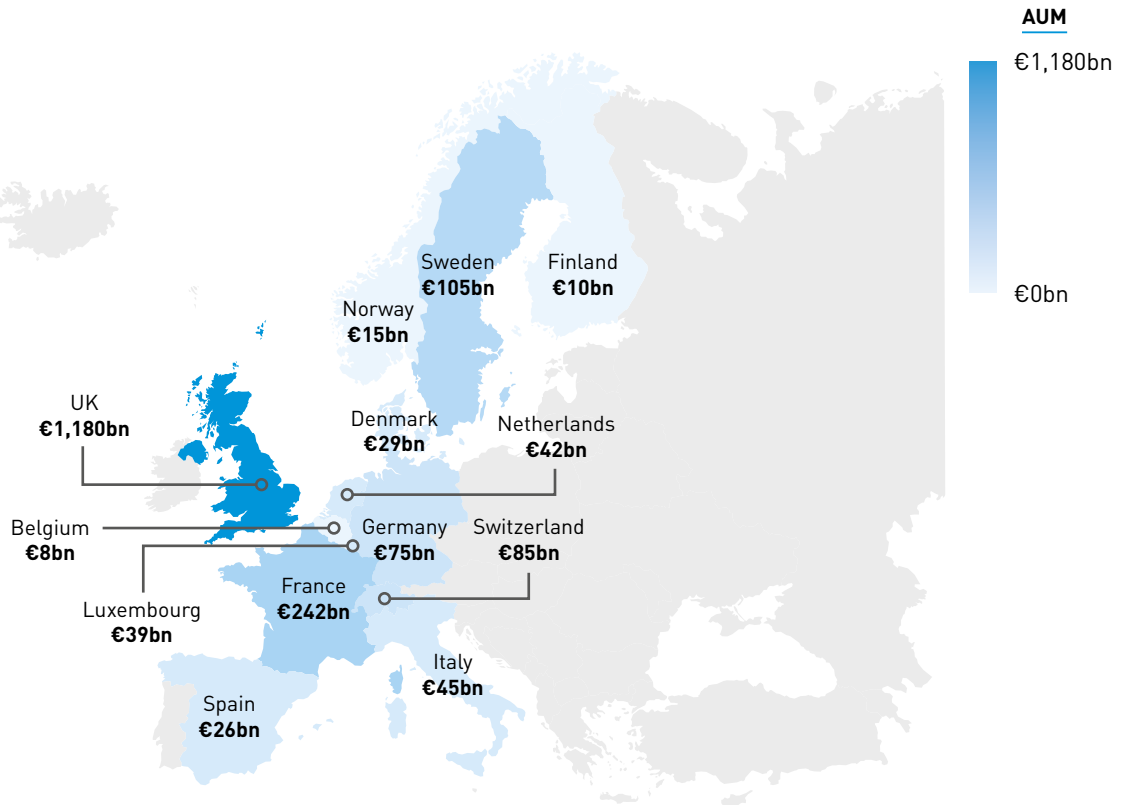 AUM
€1,180bn
€0bn
Sweden
€105bn
Finland
€10bn
Norway
€15bn
UK
€1,180bn
Denmark
€29bn
Netherlands
€42bn
Belgium
€8bn
Germany
€75bn
Switzerland
€85bn
France
€242bn
Luxembourg
€39bn
Italy
€45bn
Spain
€26bn